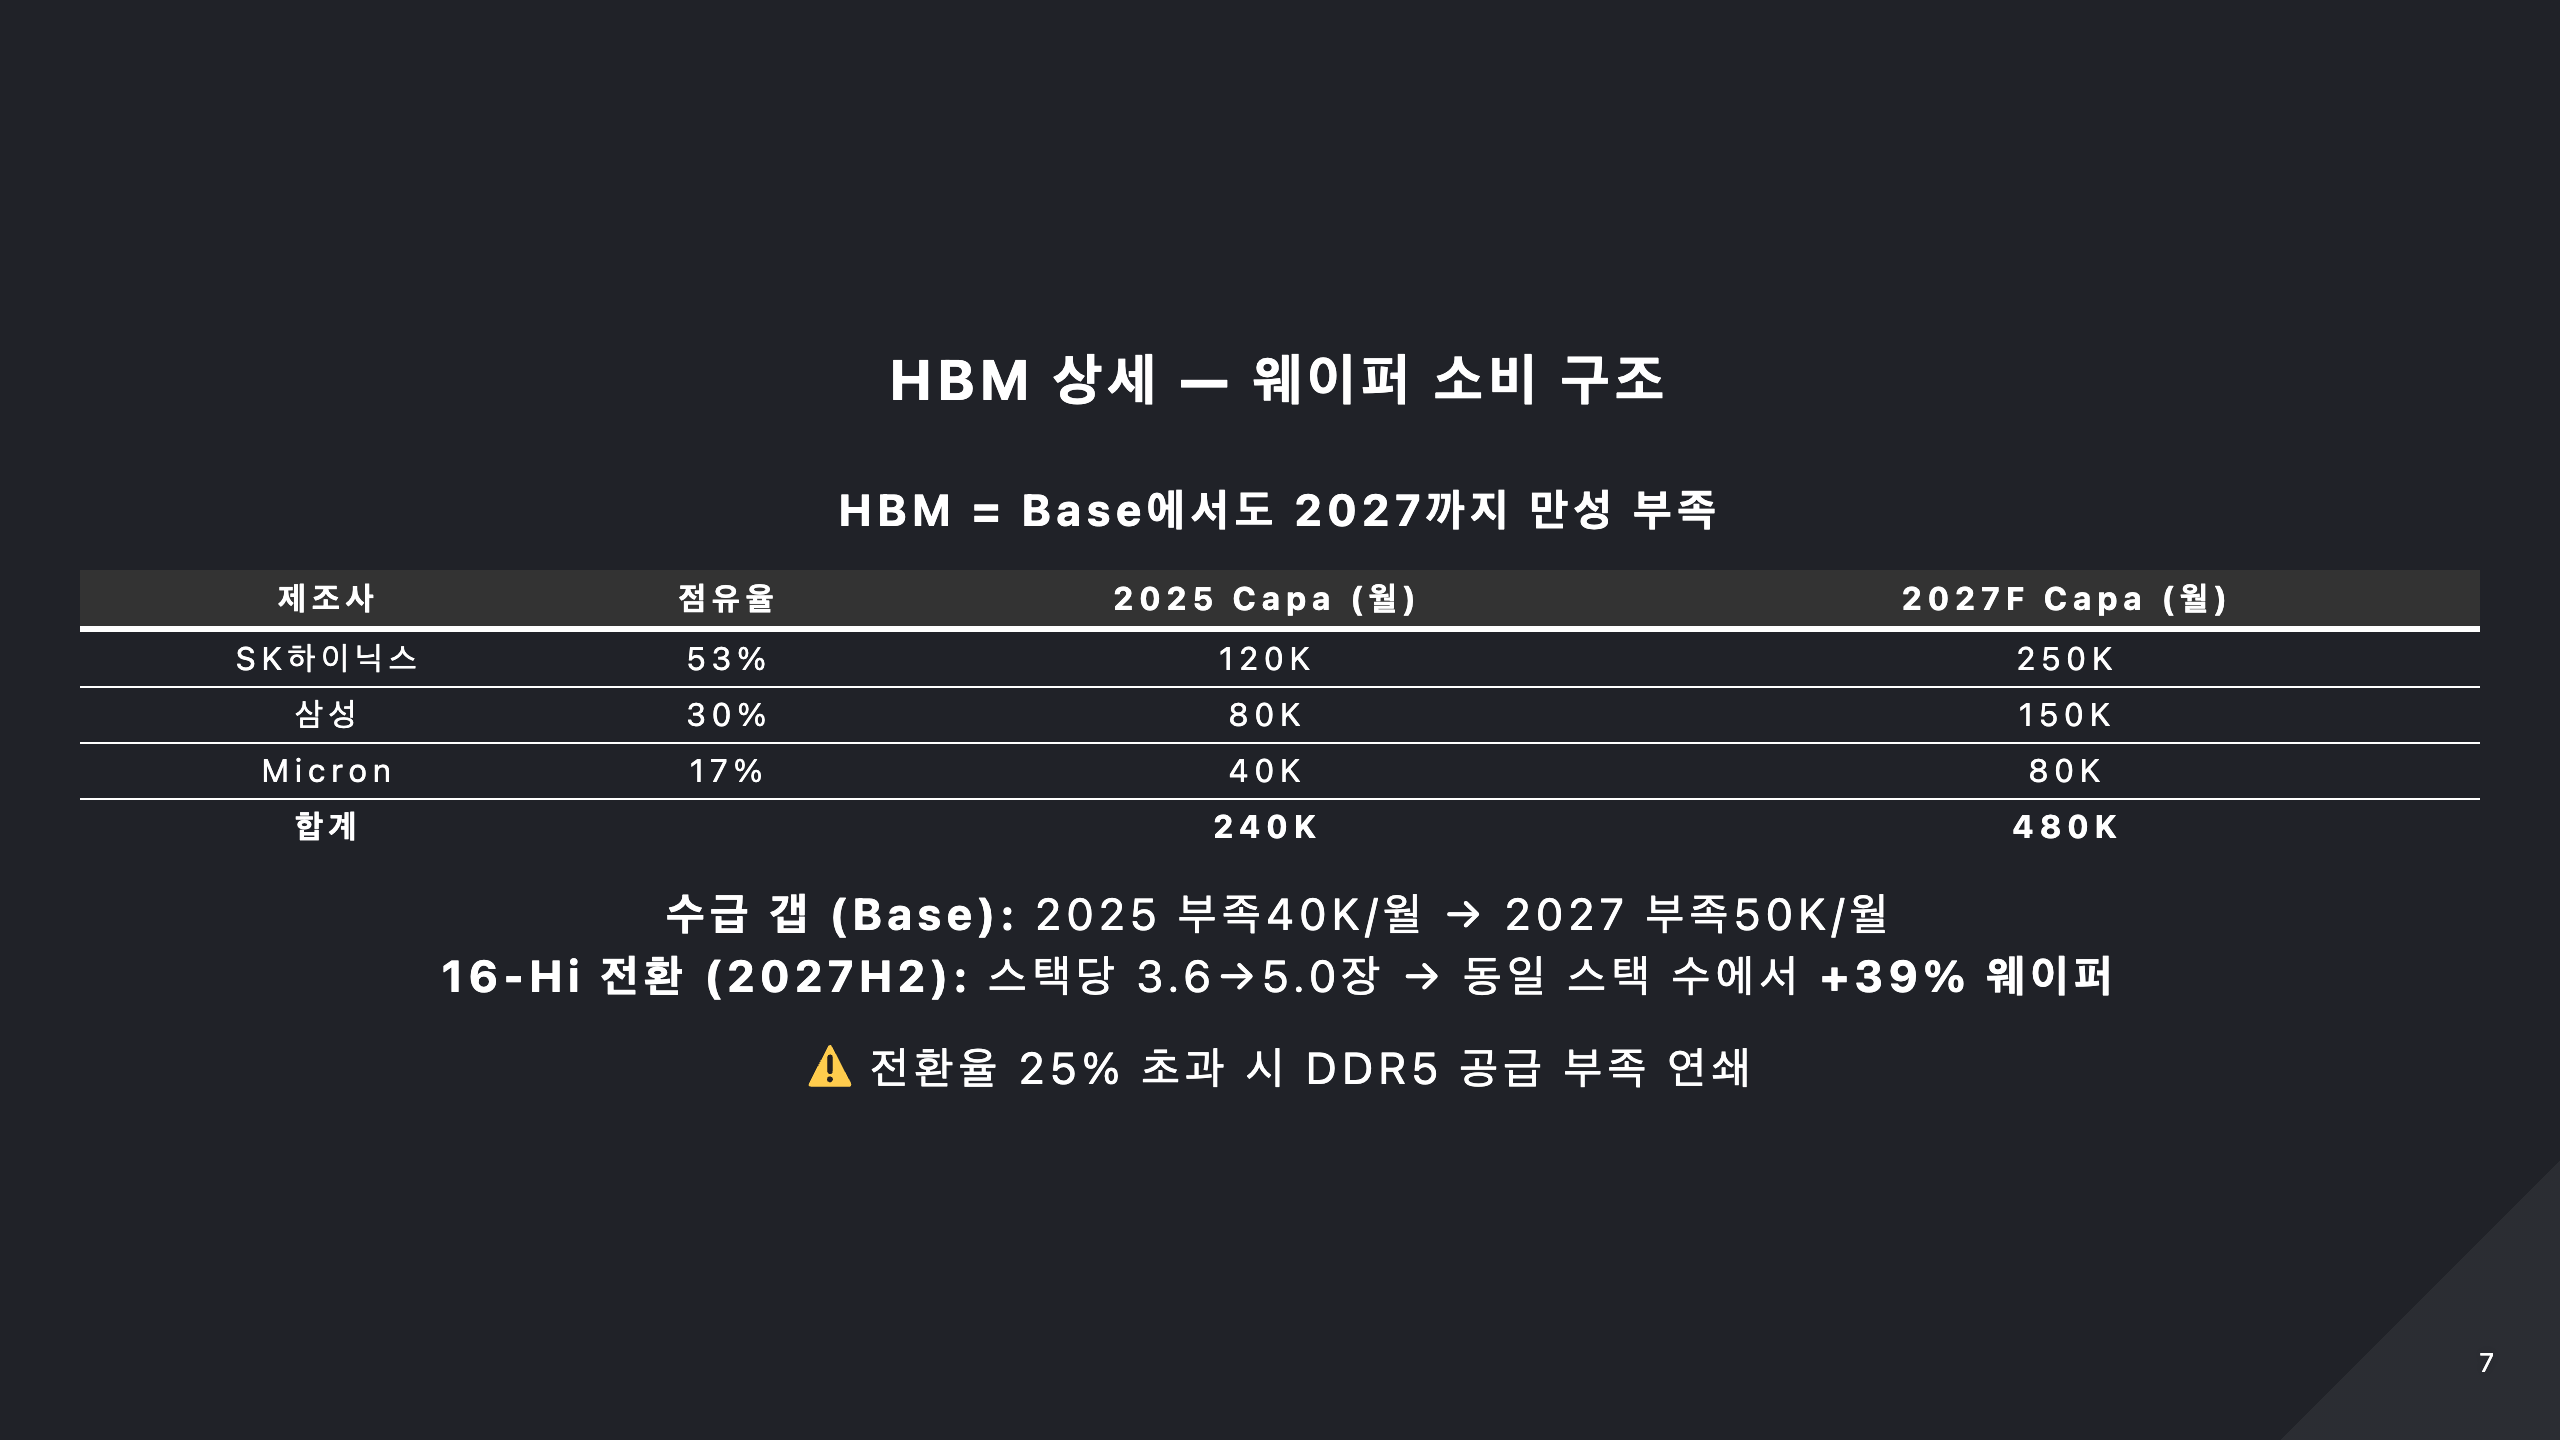 HBM 상세 — 웨이퍼 소비 구조
HBM = Base에서도 2027까지 만성 부족
제조사 점유율 2025 Capa (월) 2027F Capa (월)
SK하이닉스 53% 120K 250K
삼성 30% 80K 150K
Micron 17% 40K 80K
합계 240K 480K
수급 갭 (Base): 2025 부족40K/월 → 2027 부족50K/월
16-Hi 전환 (2027H2): 스택당 3.6→5.0장 → 동일 스택 수에서 +39% 웨이퍼
⚠️ 전환율 25% 초과 시 DDR5 공급 부족 연쇄
7